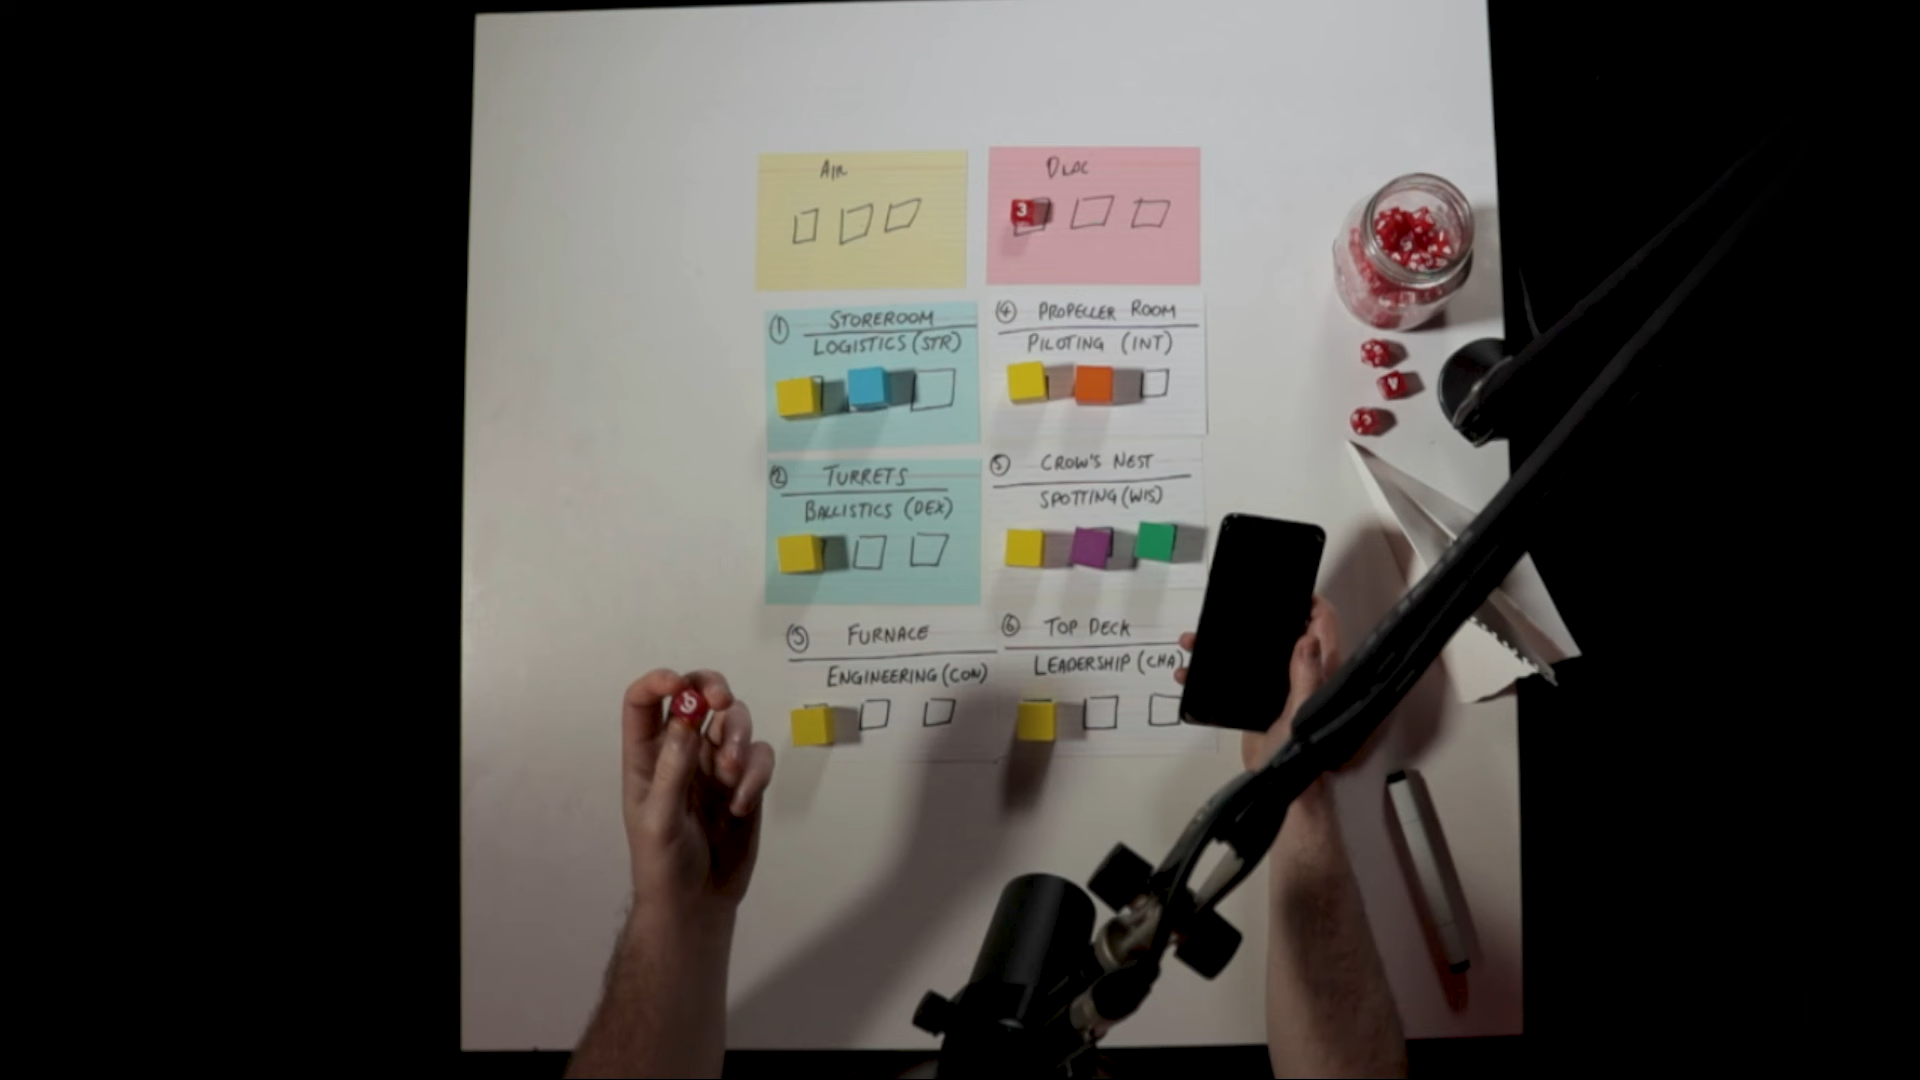 AIR
3
① STOREROOM
LOGISTICS (STR)
④ PROPELLER ROOM
PILOTING (INT)
② TURRETS
BALLISTICS (DEX)
⑤ CROW'S NEST
SPOTTING (WIS)
FURNACE
ENGINEERING (CON)
⑥ TOP DECK
LEADERSHIP (CHA)